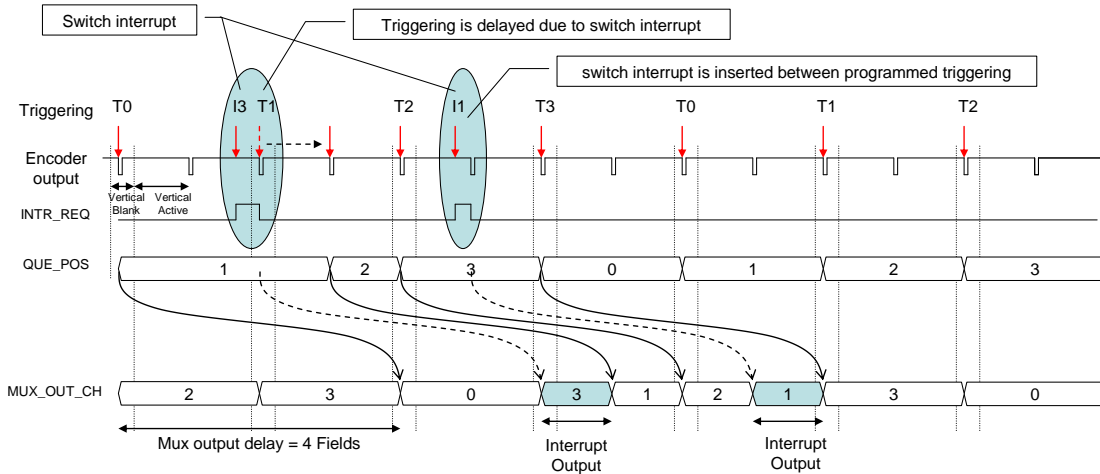 Switch interrupt
Triggering is delayed due to switch interrupt
switch interrupt is inserted between programmed triggering
Triggering
T0 I3 T1 T2 I1 T3 T0 T1 T2
Encoder
output
Vertical
Blank
Vertical
Active
INTR_REQ
QUE_POS
1 2 3 0 1 2 3
MUX_OUT_CH
2 3 0 3 1 2 1 3 0
Mux output delay = 4 Fields
Interrupt
Output
Interrupt
Output